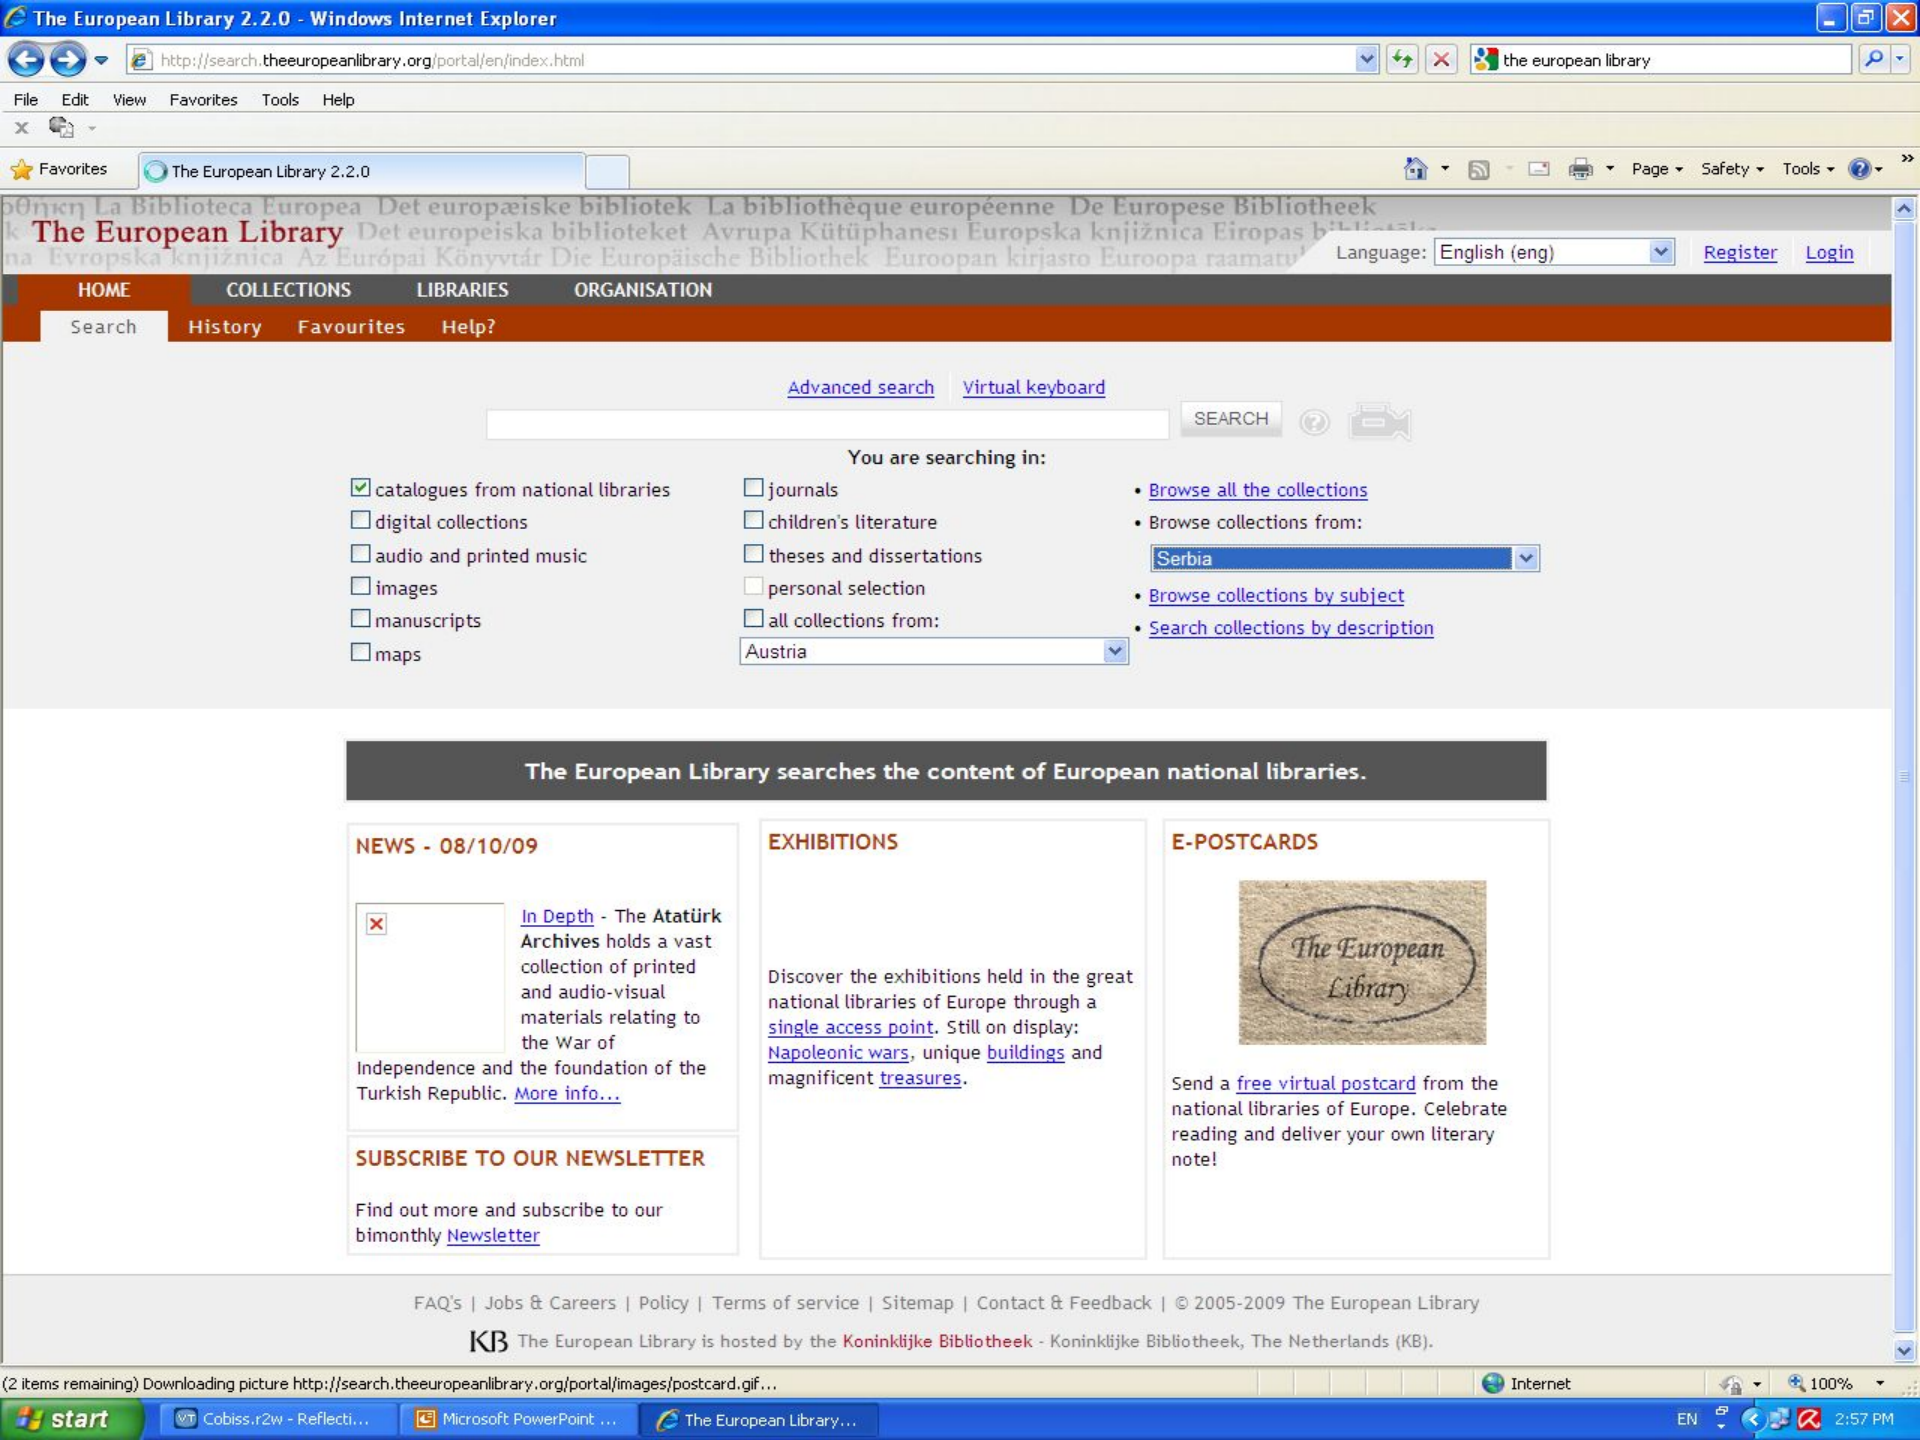 The European Library 2.2.0 - Windows Internet Explorer
http://search.theeuropeanlibrary.org/portal/en/index.html
the european library
File Edit View Favorites Tools Help
Favorites
The European Library 2.2.0
Page Safety Tools
La Biblioteca Europea Det europæiske bibliotek La bibliothèque européenne De Europese Bibliotheek
The European Library
Det europeiska biblioteket Avrupa Kütüphanesi Europska knjižnica Eiropas
Evropska knjižnica Az Európai Könyvtár Die Europäische Bibliothek Euroopan kirjasto Euroopa
Language: English (eng)
Register Login
HOME COLLECTIONS LIBRARIES ORGANISATION
Search History Favourites Help?
Advanced search Virtual keyboard
SEARCH
You are searching in:
catalogues from national libraries
digital collections
audio and printed music
images
manuscripts
maps
journals
children's literature
theses and dissertations
personal selection
all collections from:
Austria
• Browse all the collections
• Browse collections from:
Serbia
• Browse collections by subject
• Search collections by description
The European Library searches the content of European national libraries.
NEWS - 08/10/09
In Depth - The Atatürk
Archives holds a vast
collection of printed
and audio-visual
materials relating to
the War of
Independence and the foundation of the
Turkish Republic. More info...
SUBSCRIBE TO OUR NEWSLETTER
Find out more and subscribe to our
bimonthly Newsletter
EXHIBITIONS
Discover the exhibitions held in the great
national libraries of Europe through a
single access point. Still on display:
Napoleonic wars, unique buildings and
magnificent treasures.
E-POSTCARDS
The European
Library
Send a free virtual postcard from the
national libraries of Europe. Celebrate
reading and deliver your own literary
note!
FAQ's | Jobs & Careers | Policy | Terms of service | Sitemap | Contact & Feedback | © 2005-2009 The European Library
KB The European Library is hosted by the Koninklijke Bibliotheek - Koninklijke Bibliotheek, The Netherlands (KB).
(2 items remaining) Downloading picture http://search.theeuropeanlibrary.org/portal/images/postcard.gif...
Internet
100%
start
Cobiss.r2w - Reflecti...
Microsoft PowerPoint ...
The European Library...
EN
2:57 PM